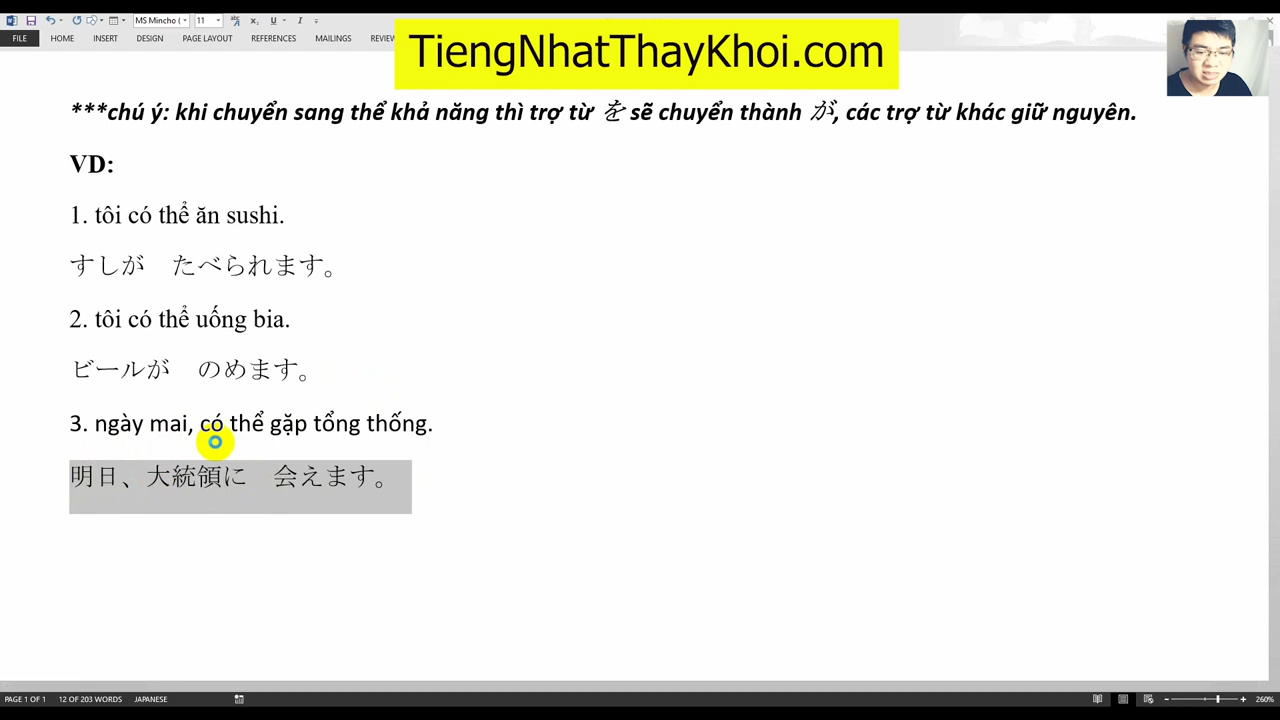 MS Mincho (
11
FILE HOME INSERT DESIGN PAGE LAYOUT REFERENCES MAILINGS
TiengNhatThayKhoi.com
***chú ý: khi chuyển sang thể khả năng thì trợ từ を sẽ chuyển thành が, các trợ từ khác giữ nguyên.
VD:
1. tôi có thể ăn sushi.
すしが　たべられます。
2. tôi có thể uống bia.
ビールが　のめます。
3. ngày mai, có thể gặp tổng thống.
明日、大統領に　会えます。
PAGE 1 OF 1 12 OF 203 WORDS JAPANESE 260%